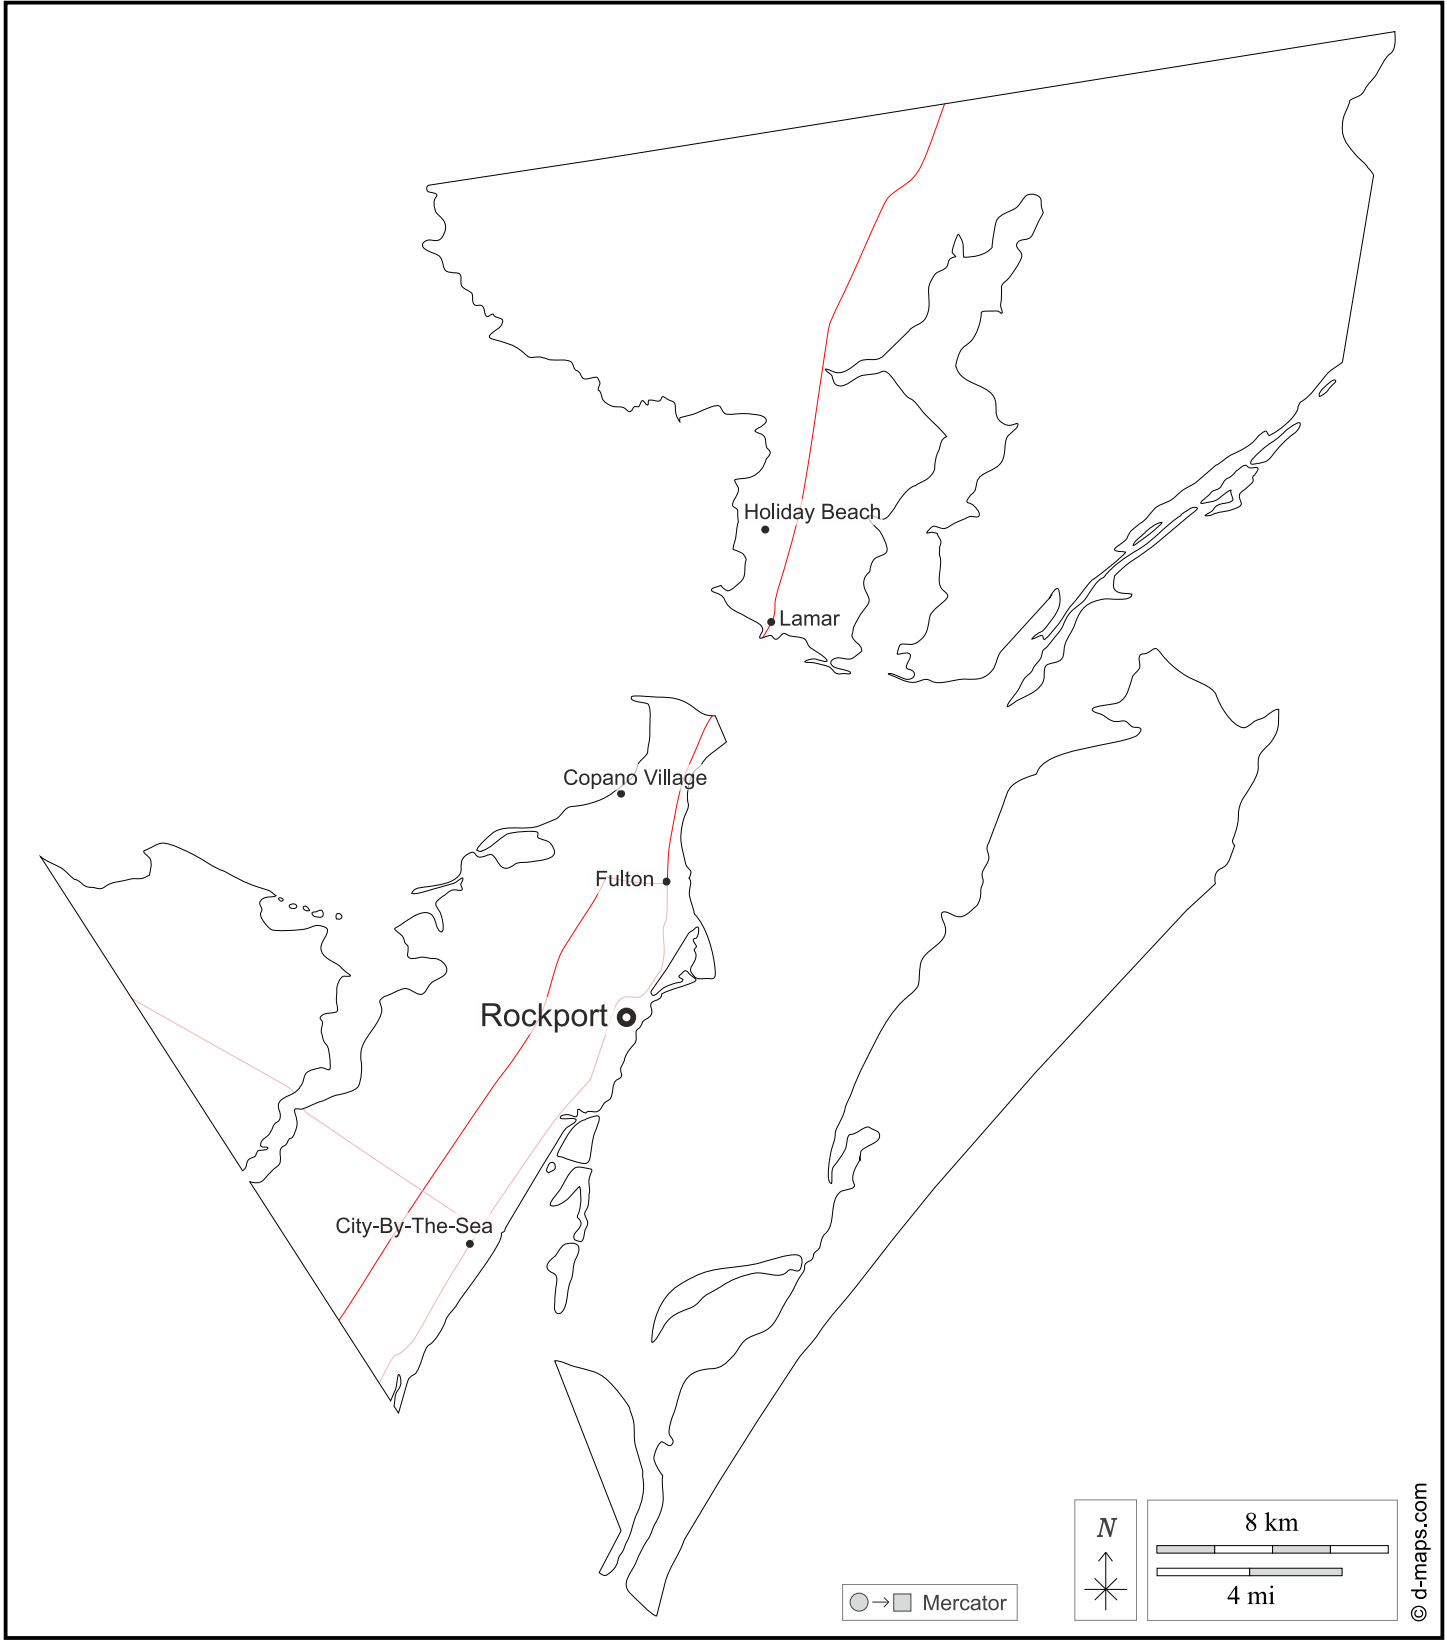 Holiday Beach
Lamar
Copano Village
Fulton
Rockport
City-By-The-Sea
N
8 km
4 mi
Mercator
© d-maps.com